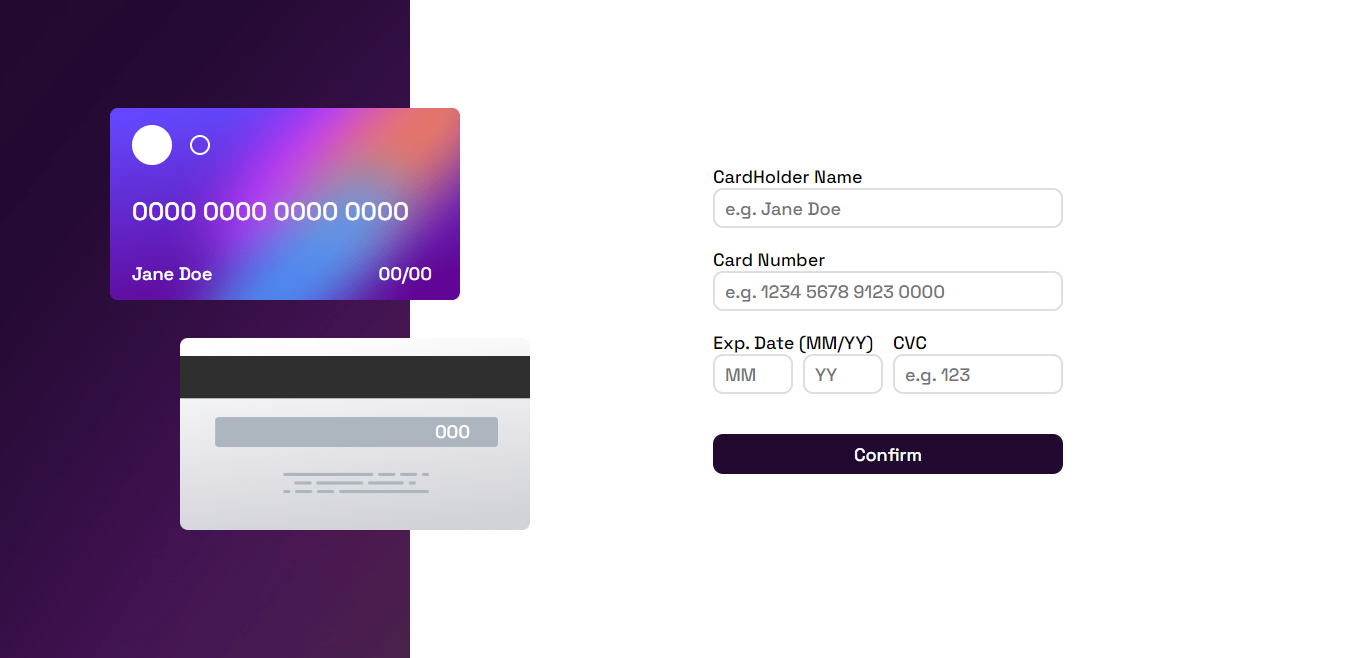 0000 0000 0000 0000
Jane Doe 00/00
000
CardHolder Name
e.g. Jane Doe
Card Number
e.g. 1234 5678 9123 0000
Exp. Date (MM/YY) CVC
MM YY e.g. 123
Confirm